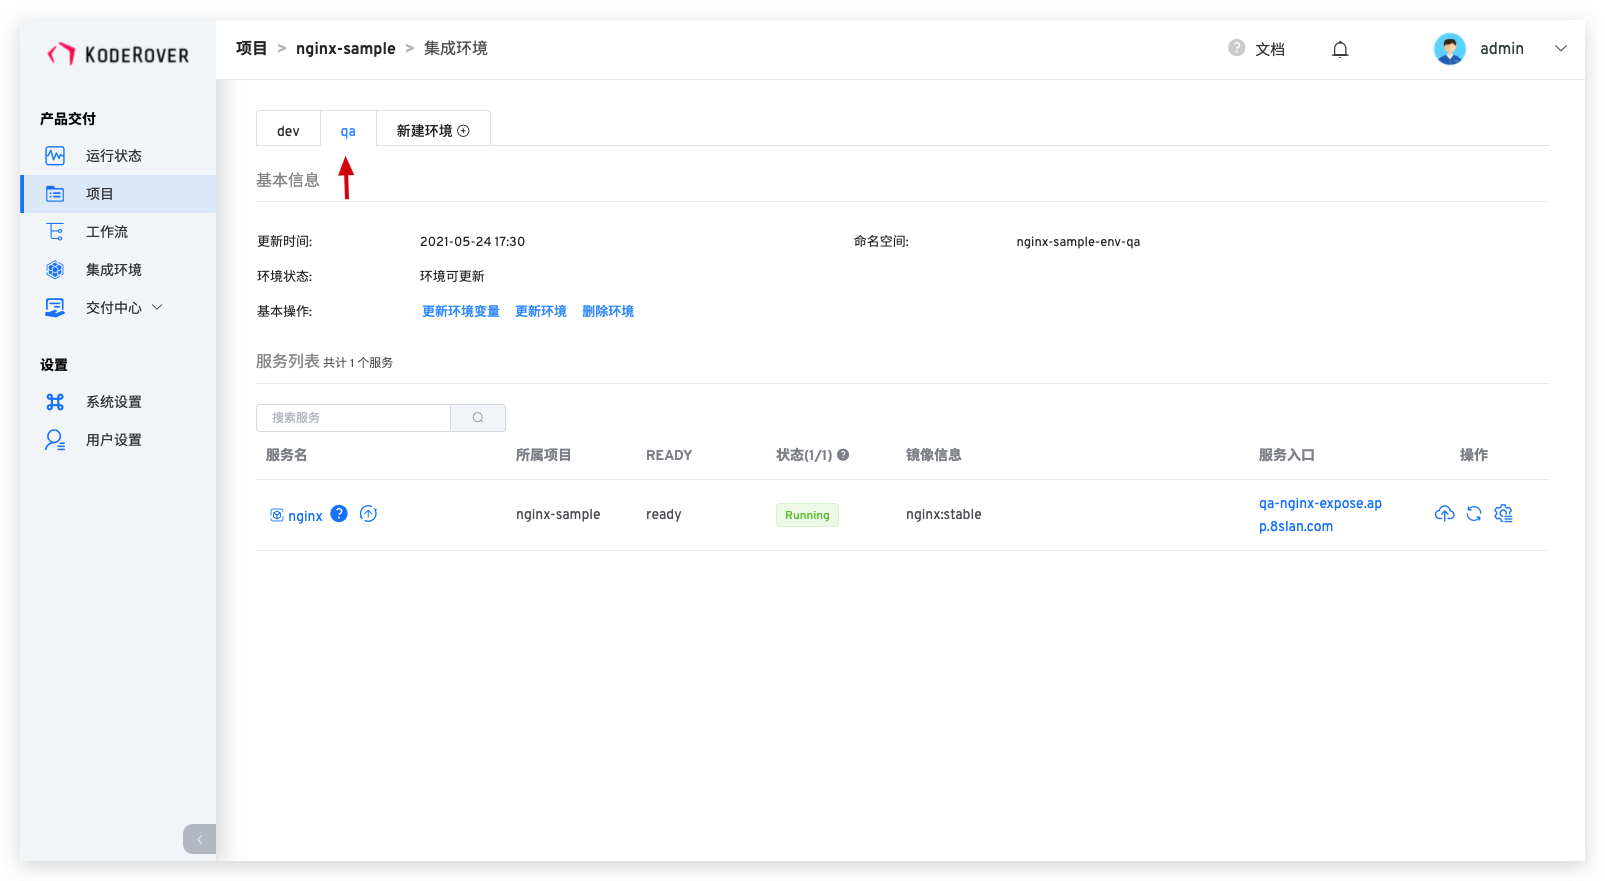 KODEROVER
项目 > nginx-sample > 集成环境
? 文档
admin
产品交付
运行状态
项目
工作流
集成环境
交付中心
设置
系统设置
用户设置
dev
qa
新建环境
基本信息
更新时间: 2021-05-24 17:30 命名空间: nginx-sample-env-qa
环境状态: 环境可更新
基本操作: 更新环境变量 更新环境 删除环境
服务列表 共计 1 个服务
搜索服务
服务名 所属项目 READY 状态(1/1) ? 镜像信息 服务入口 操作
nginx ? nginx-sample ready Running nginx:stable qa-nginx-expose.ap
p.8slan.com